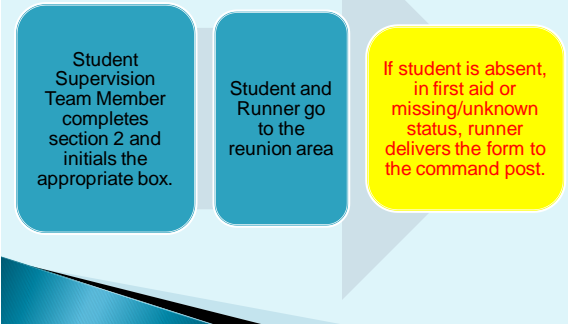 Student
Supervision
Team Member
completes
section 2 and
initials the
appropriate box.
Student and
Runner go
to the
reunion area
If student is absent,
in first aid or
missing/unknown
status, runner
delivers the form to
the command post.